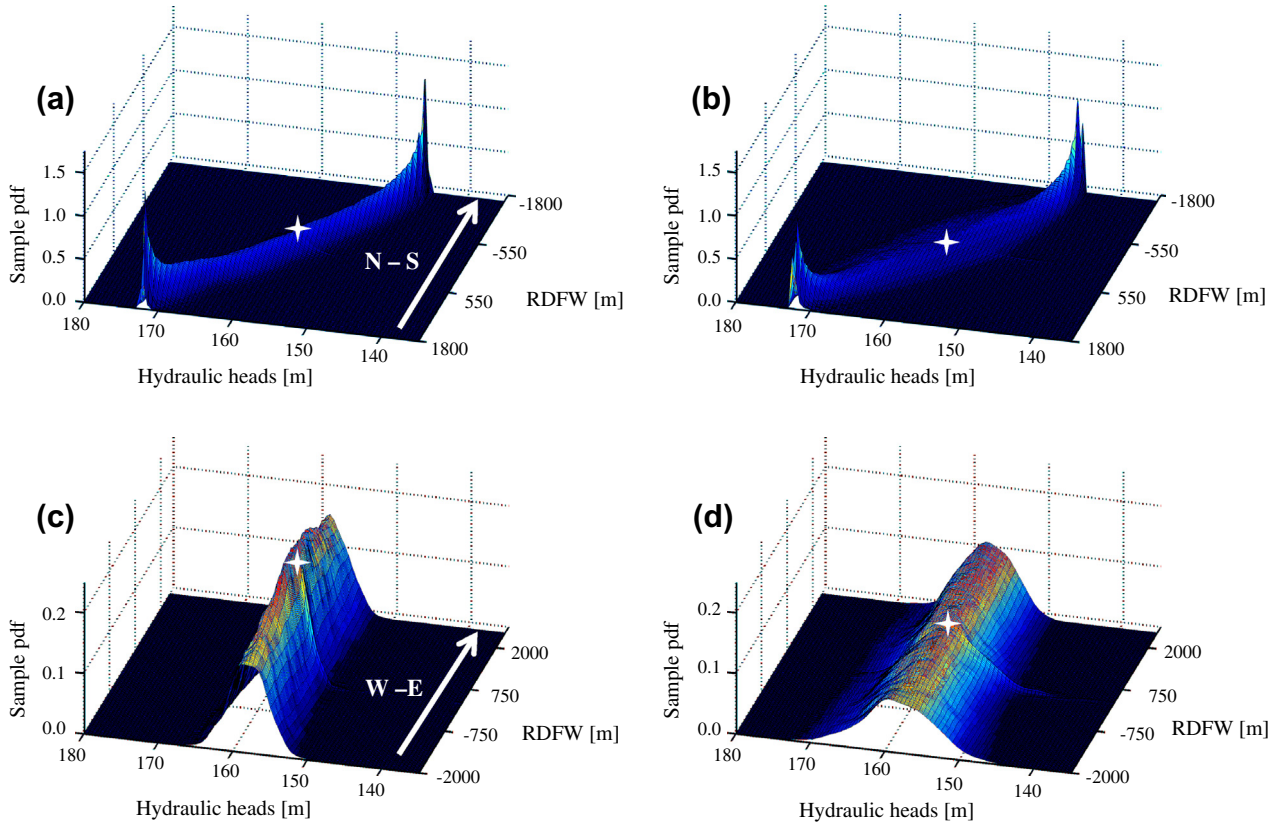 (a)
1.5
1.0
0.5
0.0
Sample pdf
180
170
160
150
140
Hydraulic heads [m]
-1800
-550
550
1800
RDFW [m]
N – S
(b)
1.5
1.0
0.5
0.0
Sample pdf
180
170
160
150
140
Hydraulic heads [m]
-1800
-550
550
1800
RDFW [m]
(c)
0.2
0.1
0.0
Sample pdf
180
170
160
150
140
Hydraulic heads [m]
2000
750
-750
-2000
RDFW [m]
W –E
(d)
0.2
0.1
0.0
Sample pdf
180
170
160
150
140
Hydraulic heads [m]
2000
750
-750
-2000
RDFW [m]